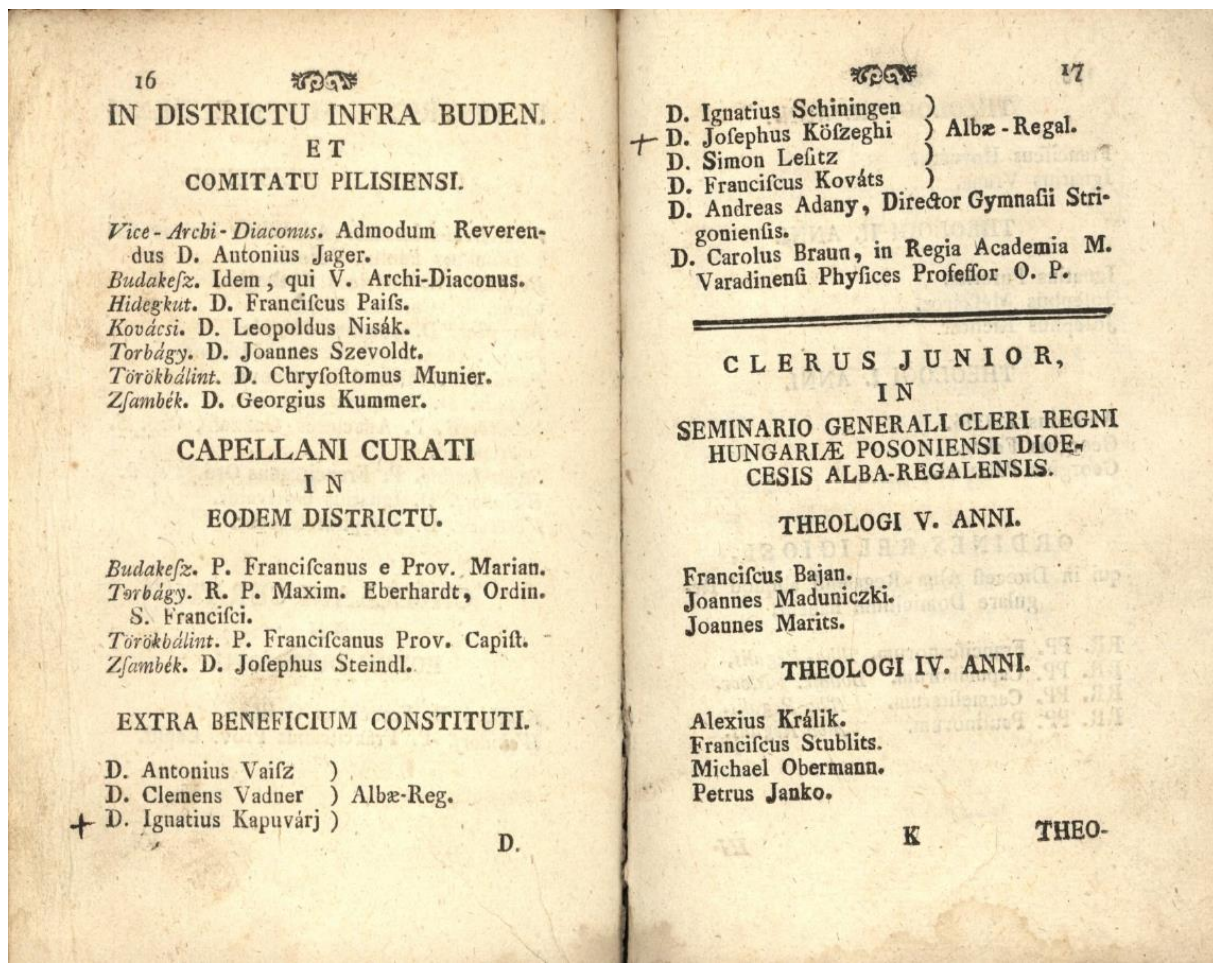 16
IN DISTRICTU INFRA BUDEN.
ET
COMITATU PILISIENSI.
Vice-Archi-Diaconus. Admodum Reveren-
dus D. Antonius Jager.
Budakeſz. Idem, qui V. Archi-Diaconus.
Hidegkut. D. Franciſcus Paiſs.
Kovácsi. D. Leopoldus Nisák.
Torbágy. D. Joannes Szevoldt.
Törökbálint. D. Chryſoſtomus Munier.
Zſambék. D. Georgius Kummer.
CAPELLANI CURATI
IN
EODEM DISTRICTU.
Budakeſz. P. Franciſcanus e Prov. Marian.
Torbágy. R. P. Maxim. Eberhardt, Ordin.
S. Franciſci.
Törökbálint. P. Franciſcanus Prov. Capiſt.
Zſambék. D. Joſephus Steindl.
EXTRA BENEFICIUM CONSTITUTI.
D. Antonius Vaiſz )
D. Clemens Vadner ) Albæ-Reg.
+ D. Ignatius Kapuvárj )
D.
17
D. Ignatius Schiningen )
+ D. Joſephus Köſzeghi ) Albæ-Regal.
D. Simon Leſitz )
D. Franciſcus Kováts )
D. Andreas Adany, Director Gymnaſii Stri-
gonienſis.
D. Carolus Braun, in Regia Academia M.
Varadinenſi Phyſices Profeſſor O. P.
CLERUS JUNIOR,
IN
SEMINARIO GENERALI CLERI REGNI
HUNGARIÆ POSONIENSI DIOE-
CESIS ALBA-REGALENSIS.
THEOLOGI V. ANNI.
Franciſcus Bajan.
Joannes Maduniczki.
Joannes Marits.
THEOLOGI IV. ANNI.
Alexius Králik.
Franciſcus Stublits.
Michael Obermann.
Petrus Janko.
K THEO-